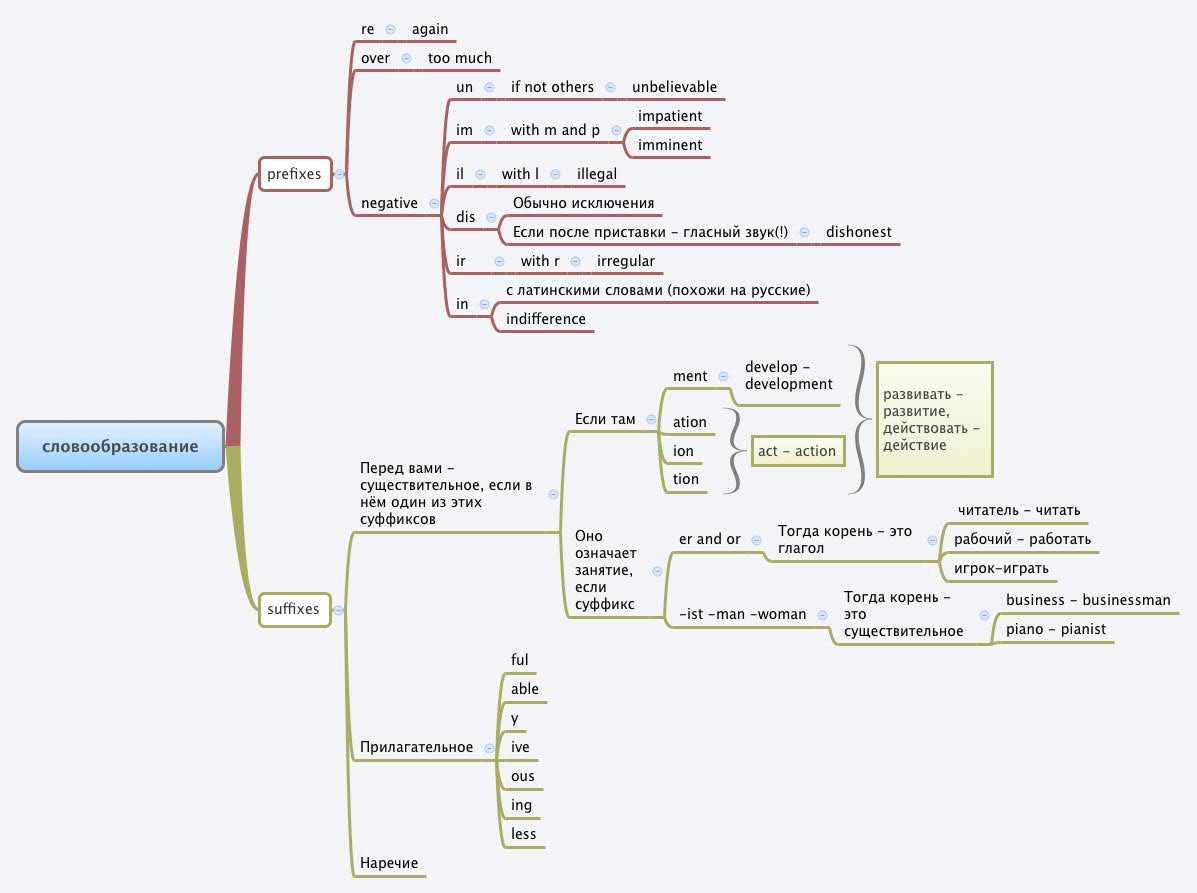 словообразование
prefixes
re
again
over
too much
negative
un
if not others
unbelievable
im
with m and p
impatient
imminent
il
with l
illegal
dis
Обычно исключения
Если после приставки – гласный звук(!)
dishonest
ir
with r
irregular
in
с латинскими словами (похожи на русские)
indifference
suffixes
Перед вами –
существительное, если в
нём один из этих
суффиксов
Если там
ment
develop –
development
ation
ion
tion
act – action
развивать –
развитие,
действовать –
действие
Оно
означает
занятие,
если
суффикс
er and or
Тогда корень – это
глагол
читатель – читать
рабочий – работать
игрок-играть
-ist -man -woman
Тогда корень –
это
существительное
business – businessman
piano – pianist
Прилагательное
ful
able
y
ive
ous
ing
less
Наречие